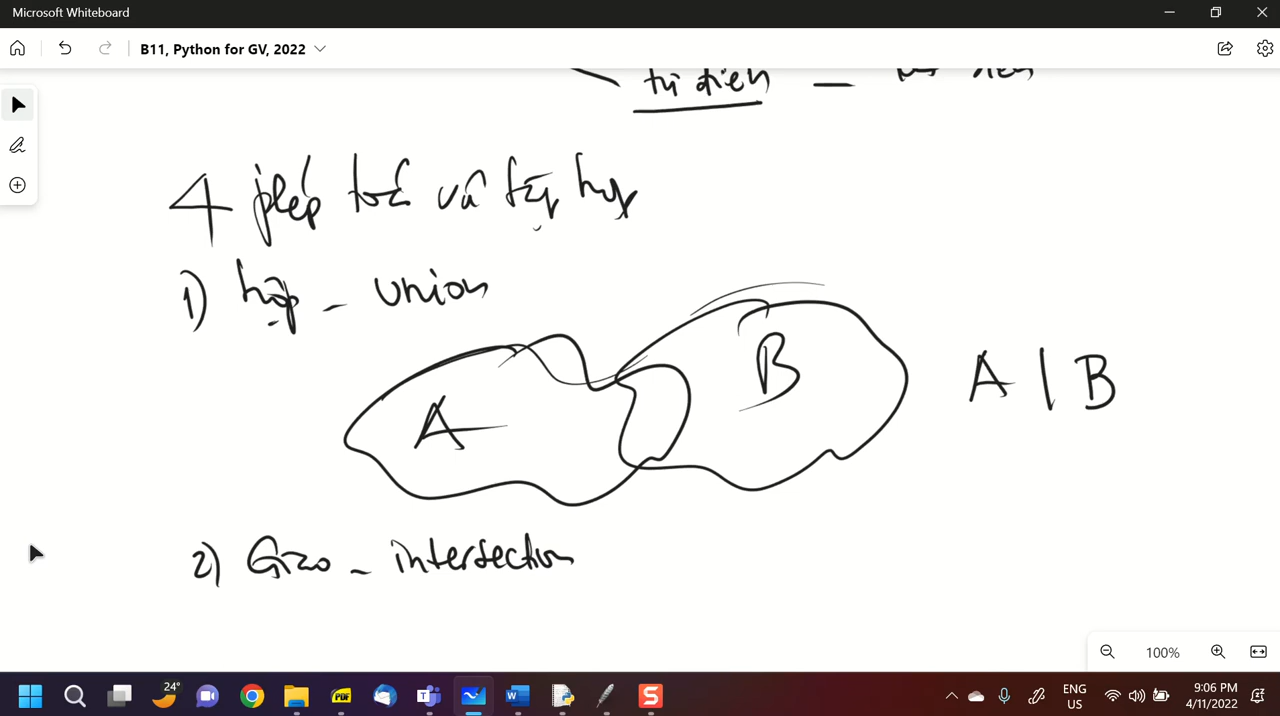 Microsoft Whiteboard
B11, Python for GV, 2022
từ điển —
4 phép toán về tập hợp
1) hợp - union
A
B
A | B
2) Giao - intersection
100%
24°
ENG
US
9:06 PM
4/11/2022